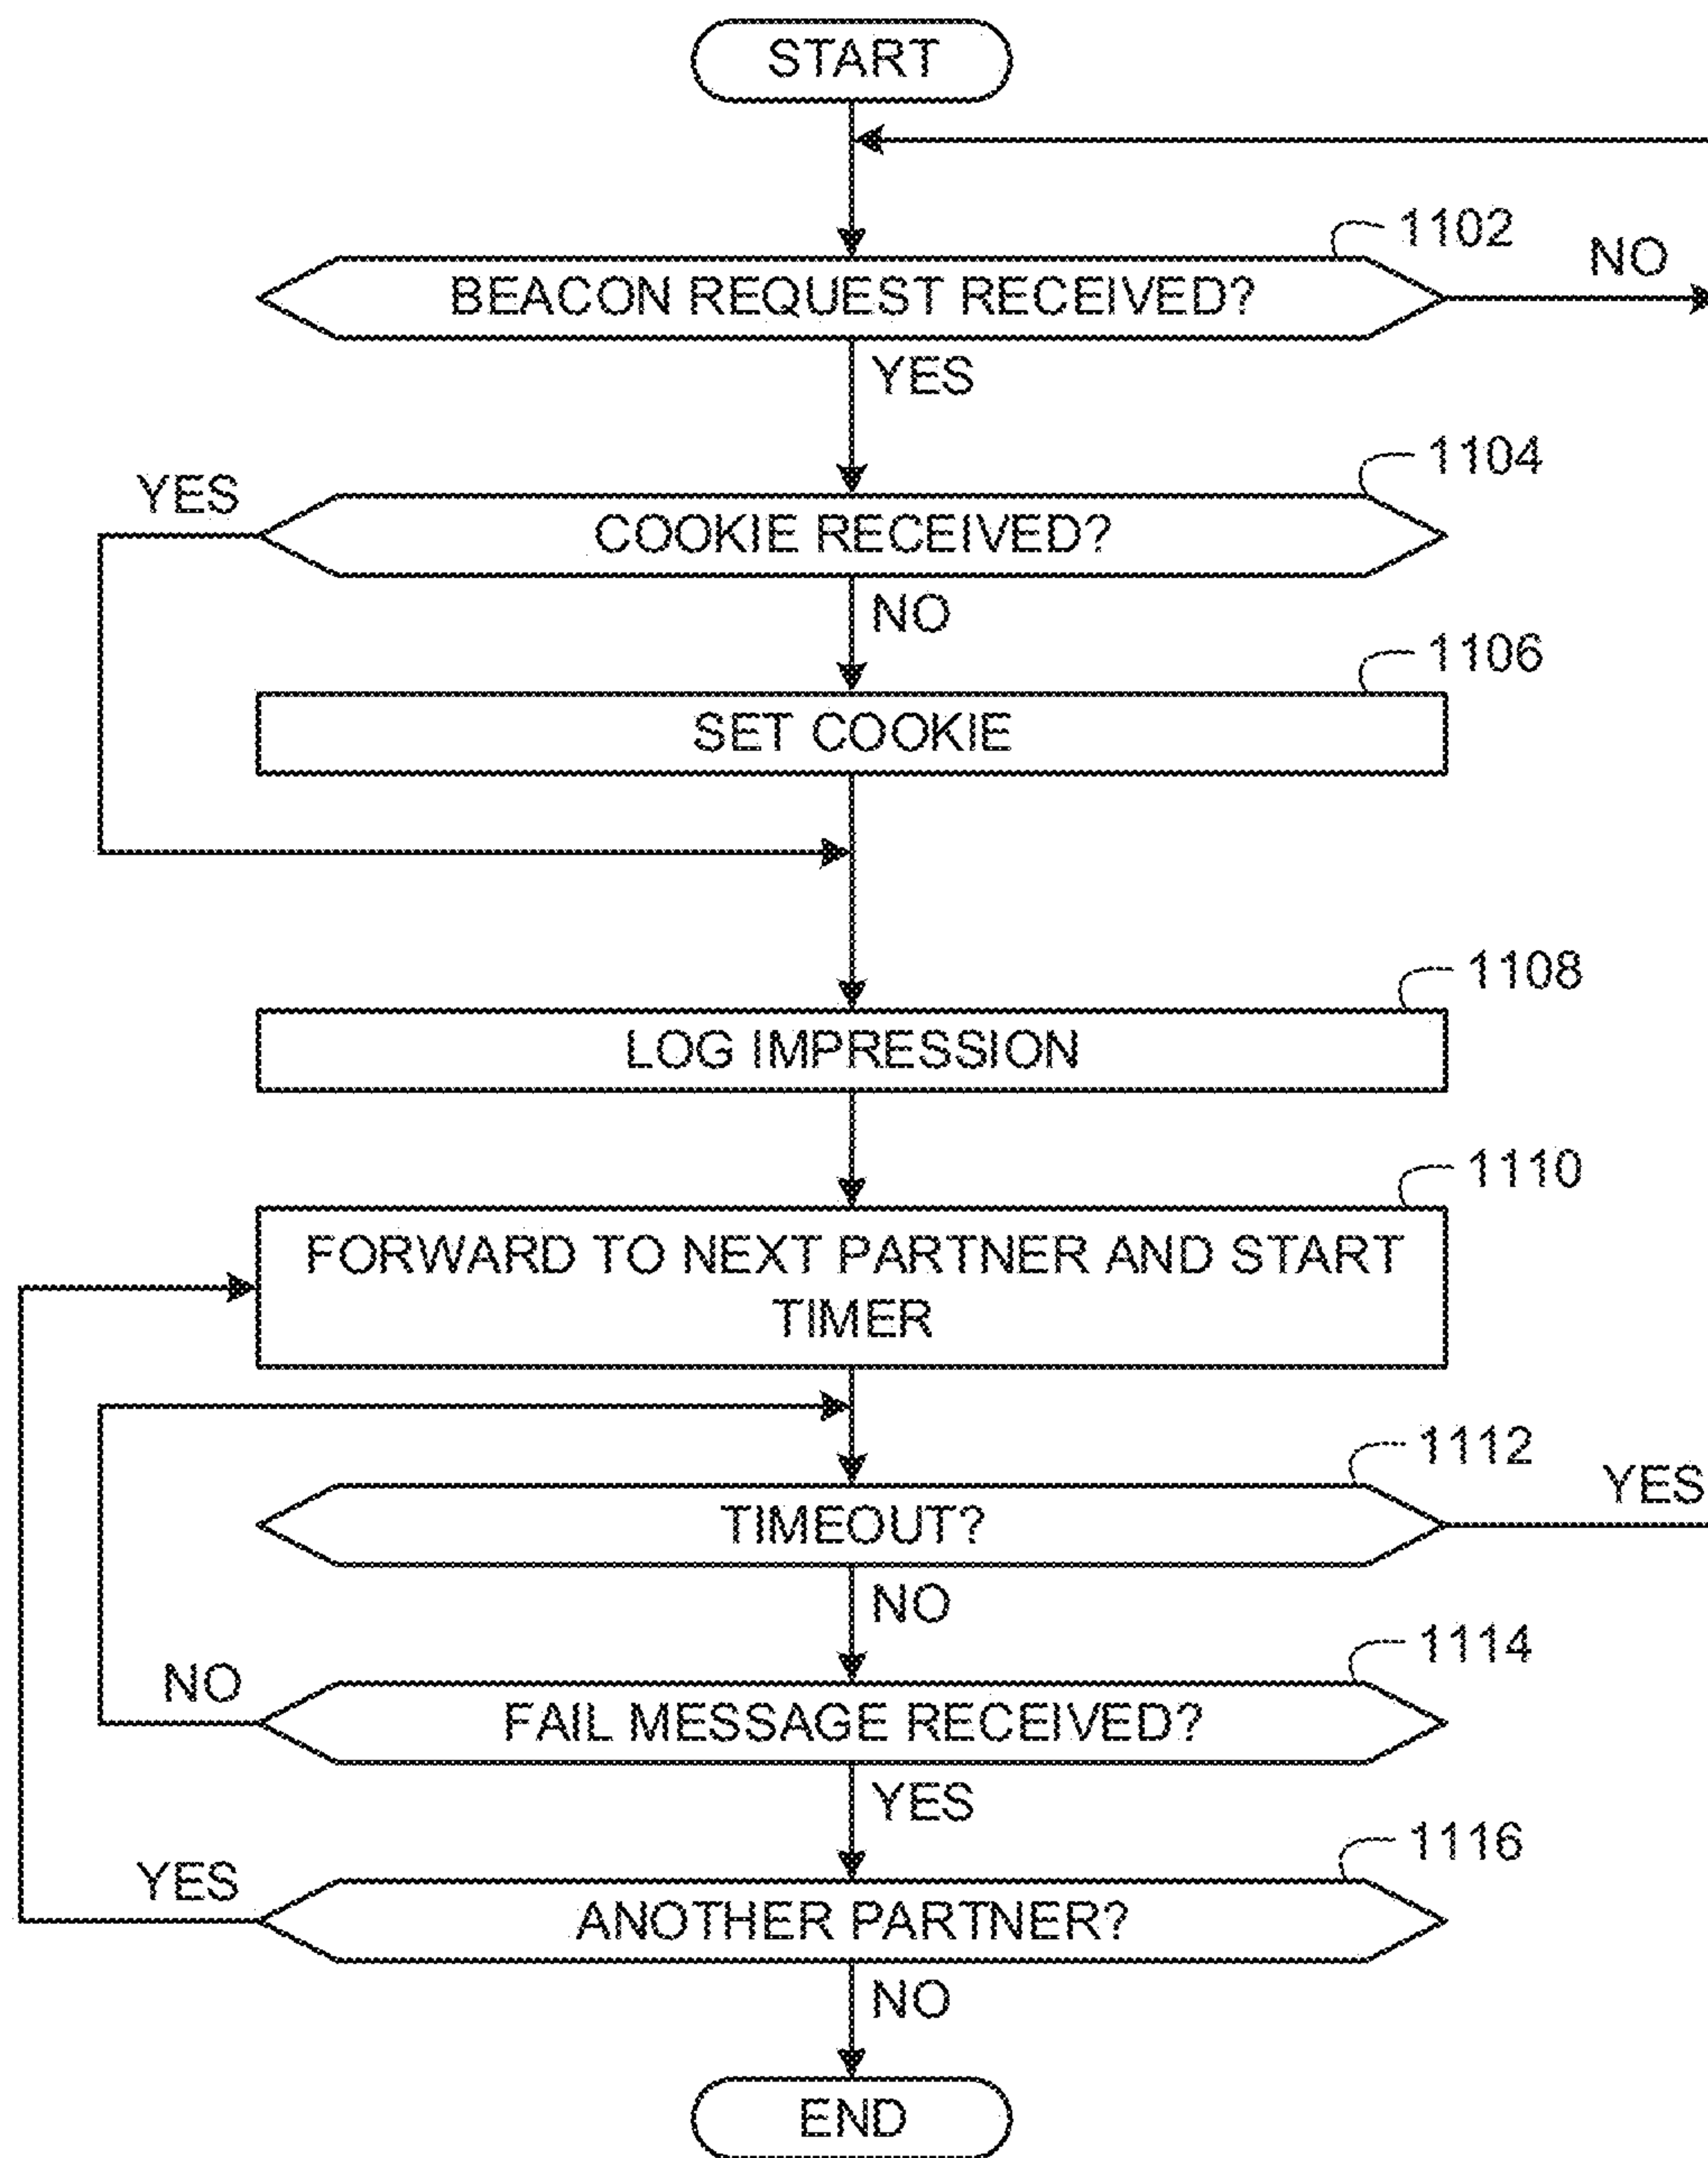 START
1102
NO
BEACON REQUEST RECEIVED?
YES
1104
YES
COOKIE RECEIVED?
NO
1106
SET COOKIE
1108
LOG IMPRESSION
1110
FORWARD TO NEXT PARTNER AND START
TIMER
1112
YES
TIMEOUT?
NO
1114
NO
FAIL MESSAGE RECEIVED?
YES
1116
YES
ANOTHER PARTNER?
NO
END